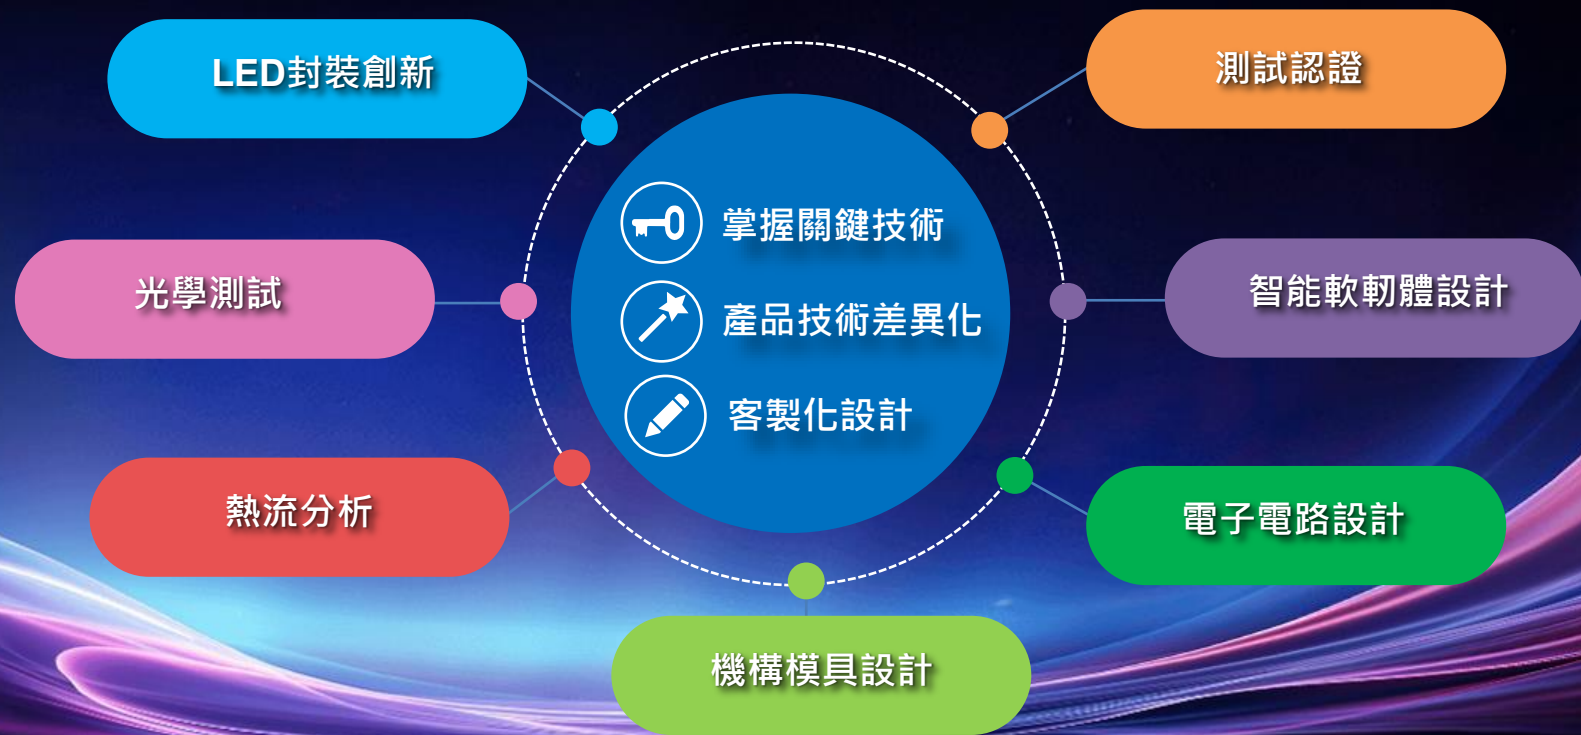 LED封裝創新
測試認證
掌握關鍵技術
光學測試
智能軟韌體設計
產品技術差異化
客製化設計
熱流分析
電子電路設計
機構模具設計